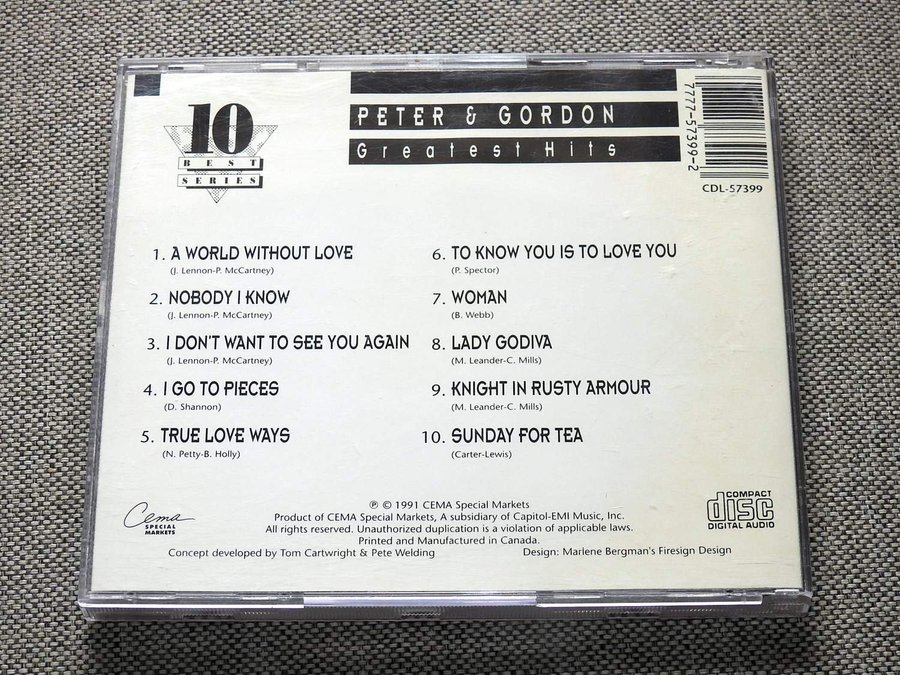 10
BEST
SERIES
PETER & GORDON
Greatest Hits
77777-57399-2
CDL-57399
1. A WORLD WITHOUT LOVE
(J. Lennon-P. McCartney)
2. NOBODY I KNOW
(J. Lennon-P. McCartney)
3. I DON'T WANT TO SEE YOU AGAIN
(J. Lennon-P. McCartney)
4. I GO TO PIECES
(D. Shannon)
5. TRUE LOVE WAYS
(N. Petty-B. Holly)
6. TO KNOW YOU IS TO LOVE YOU
(P. Spector)
7. WOMAN
(B. Webb)
8. LADY GODIVA
(M. Leander-C. Mills)
9. KNIGHT IN RUSTY ARMOUR
(M. Leander-C. Mills)
10. SUNDAY FOR TEA
(Carter-Lewis)
Cema
SPECIAL
MARKETS
℗ © 1991 CEMA Special Markets
Product of CEMA Special Markets, A subsidiary of Capitol-EMI Music, Inc.
All rights reserved. Unauthorized duplication is a violation of applicable laws.
Printed and Manufactured in Canada.
Concept developed by Tom Cartwright & Pete Welding
Design: Marlene Bergman's Firesign Design
COMPACT
disc
DIGITAL AUDIO